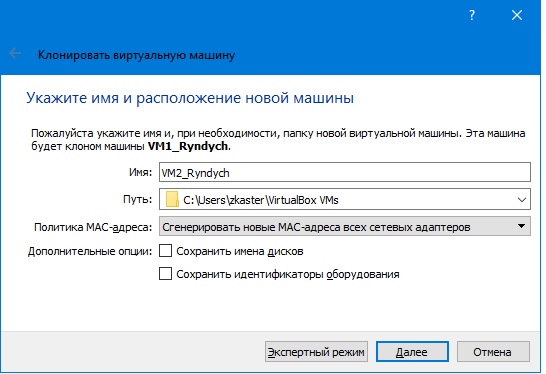 ?
Клонировать виртуальную машину
Укажите имя и расположение новой машины
Пожалуйста укажите имя и, при необходимости, папку новой виртуальной машины. Эта машина
будет клоном машины VM1_Ryndych.
Имя: VM2_Ryndych
Путь: C:\Users\zkaster\VirtualBox VMs
Политика MAC-адреса: Сгенерировать новые MAC-адреса всех сетевых адаптеров
Дополнительные опции: Сохранить имена дисков
Сохранить идентификаторы оборудования
Экспертный режим Далее Отмена